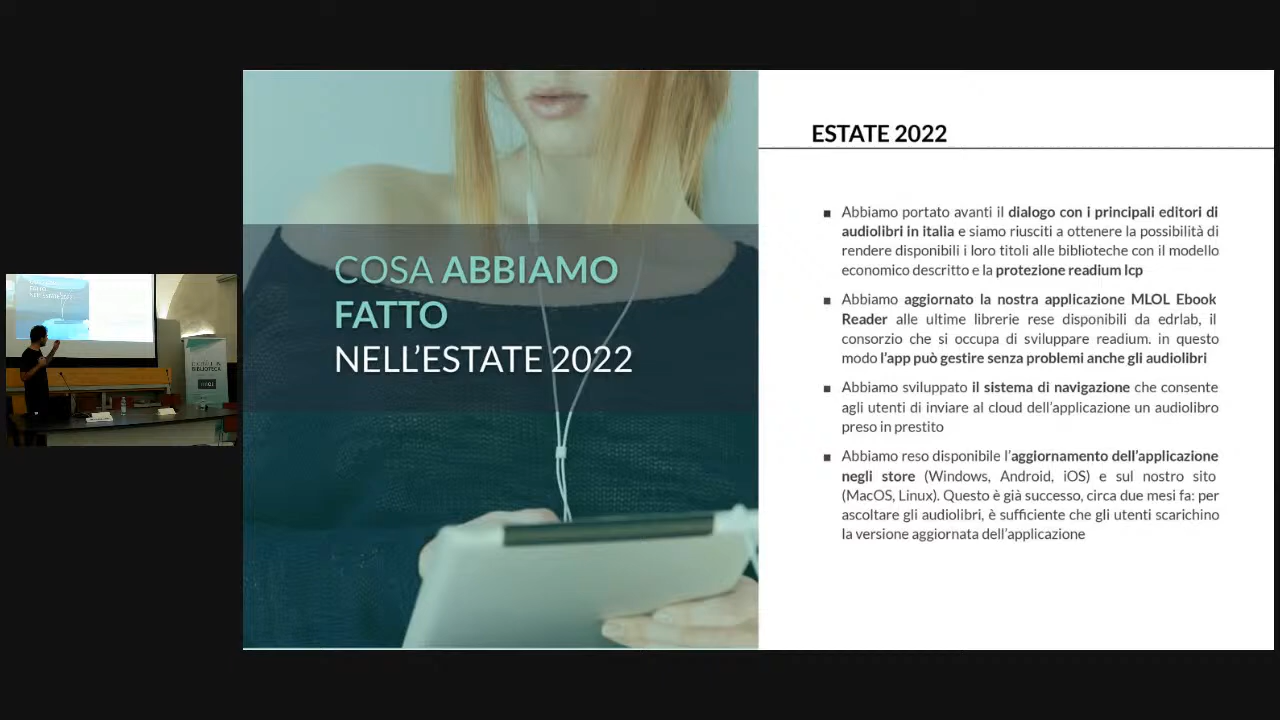 COSA ABBIAMO
FATTO
NELL'ESTATE 2022
ESTATE 2022
▪ Abbiamo portato avanti il dialogo con i principali editori di
audiolibri in italia e siamo riusciti a ottenere la possibilità di
rendere disponibili i loro titoli alle biblioteche con il modello
economico descritto e la protezione readium lcp
▪ Abbiamo aggiornato la nostra applicazione MLOL Ebook
Reader alle ultime librerie rese disponibili da edrlab, il
consorzio che si occupa di sviluppare readium. in questo
modo l'app può gestire senza problemi anche gli audiolibri
▪ Abbiamo sviluppato il sistema di navigazione che consente
agli utenti di inviare al cloud dell'applicazione un audiolibro
preso in prestito
▪ Abbiamo reso disponibile l'aggiornamento dell'applicazione
negli store (Windows, Android, iOS) e sul nostro sito
(MacOS, Linux). Questo è già successo, circa due mesi fa: per
ascoltare gli audiolibri, è sufficiente che gli utenti scarichino
la versione aggiornata dell'applicazione